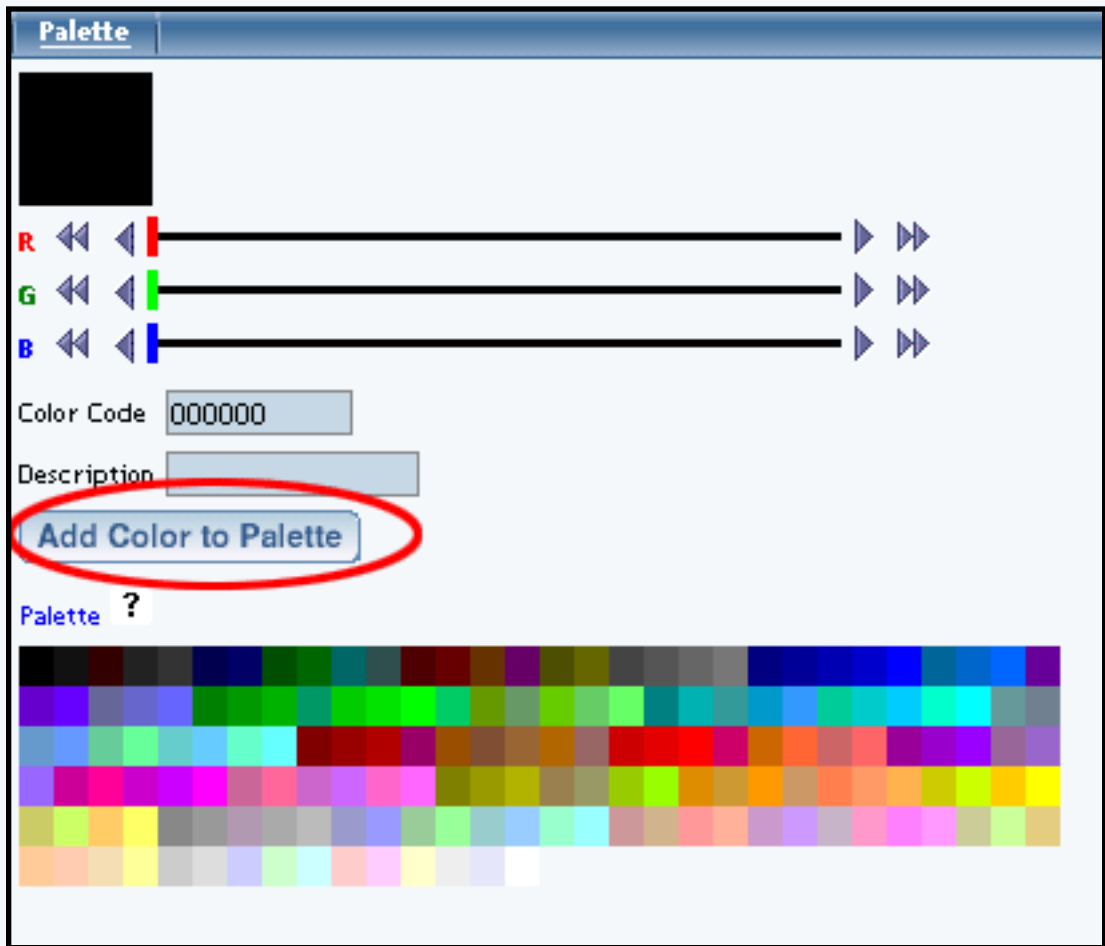 Palette
R
G
B
Color Code 000000
Description
Add Color to Palette
Palette ?